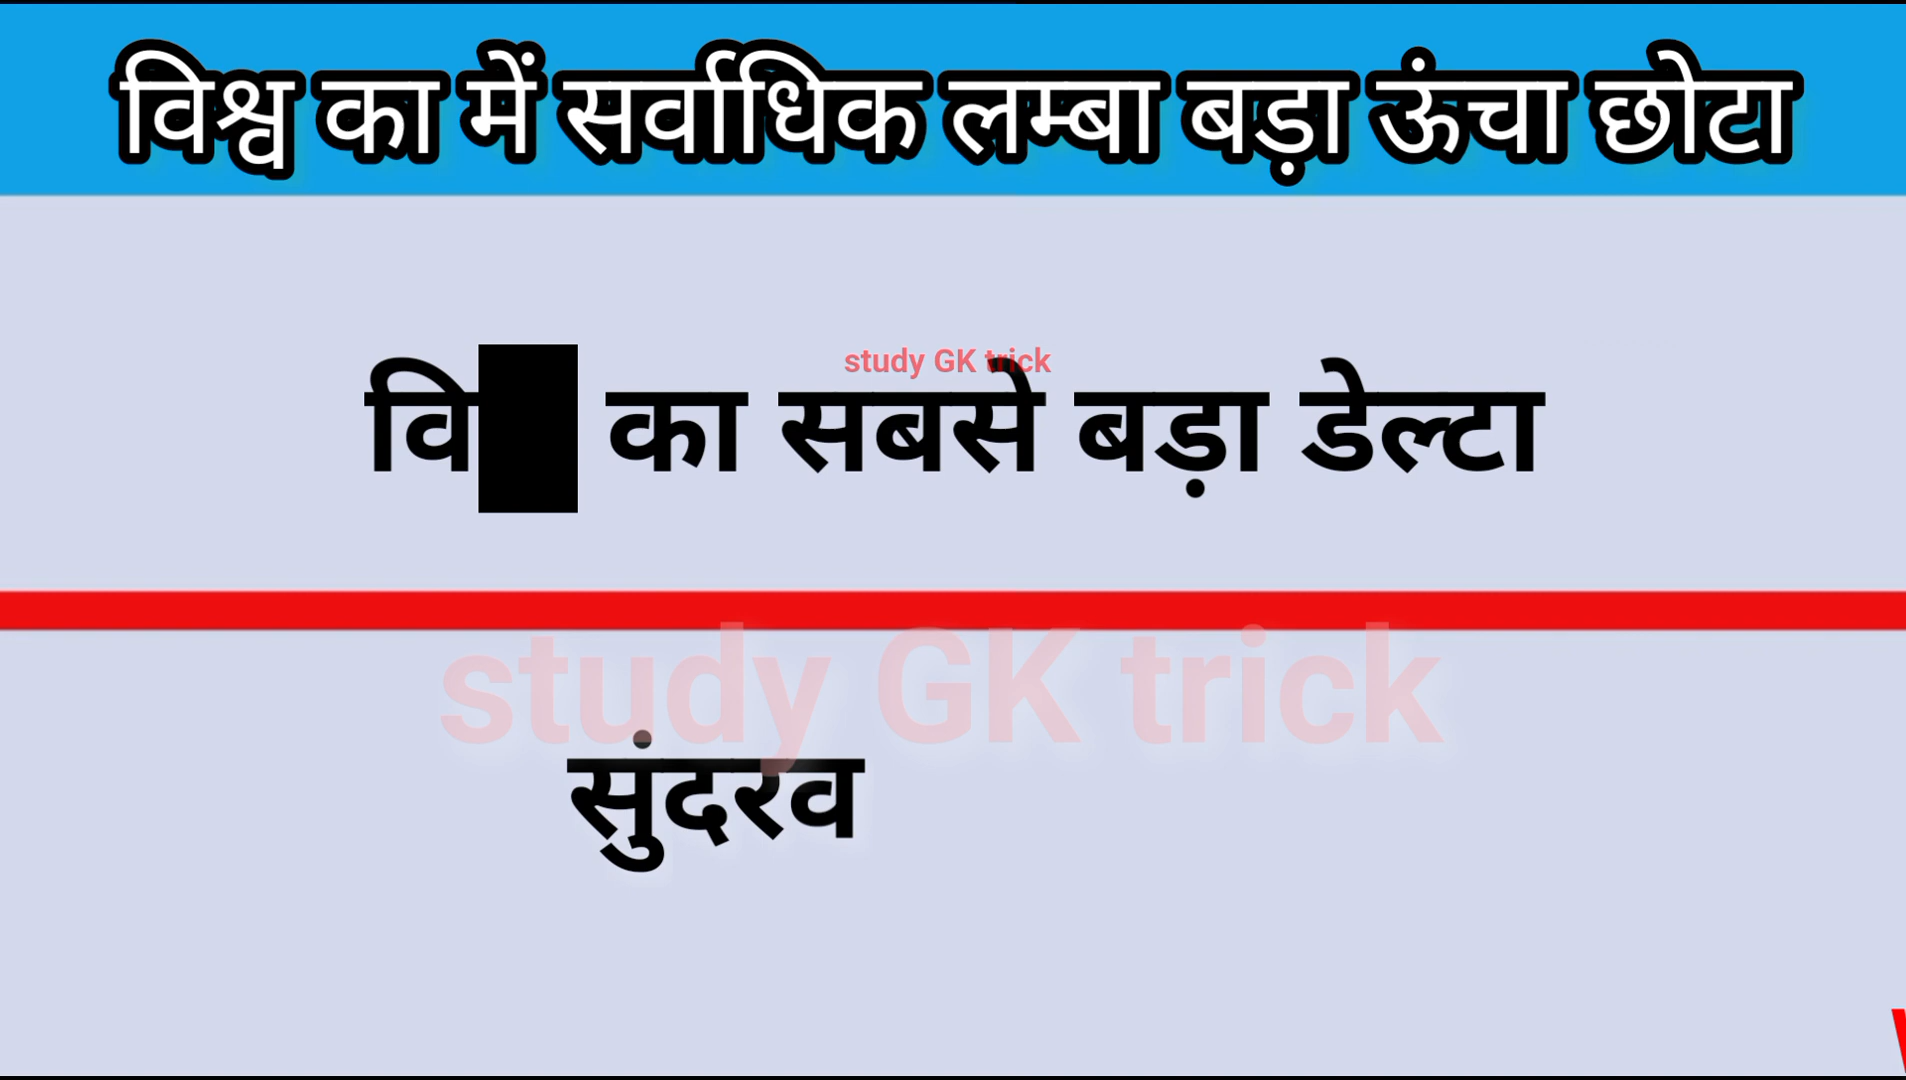 विश्व का में सर्वाधिक लम्बा बड़ा ऊंचा छोटा
study GK trick
का सबसे बड़ा डेल्टा
study GK trick
सुंदरव